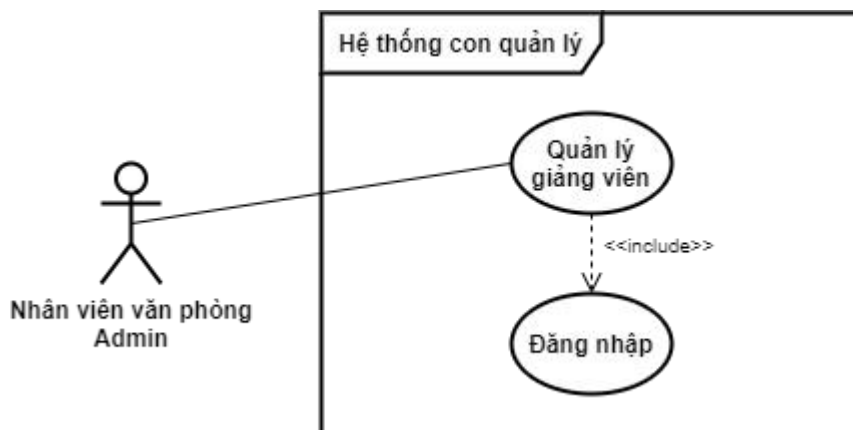 Hệ thống con quản lý
Quản lý
giảng viên
<<include>>
Nhân viên văn phòng
Admin
Đăng nhập